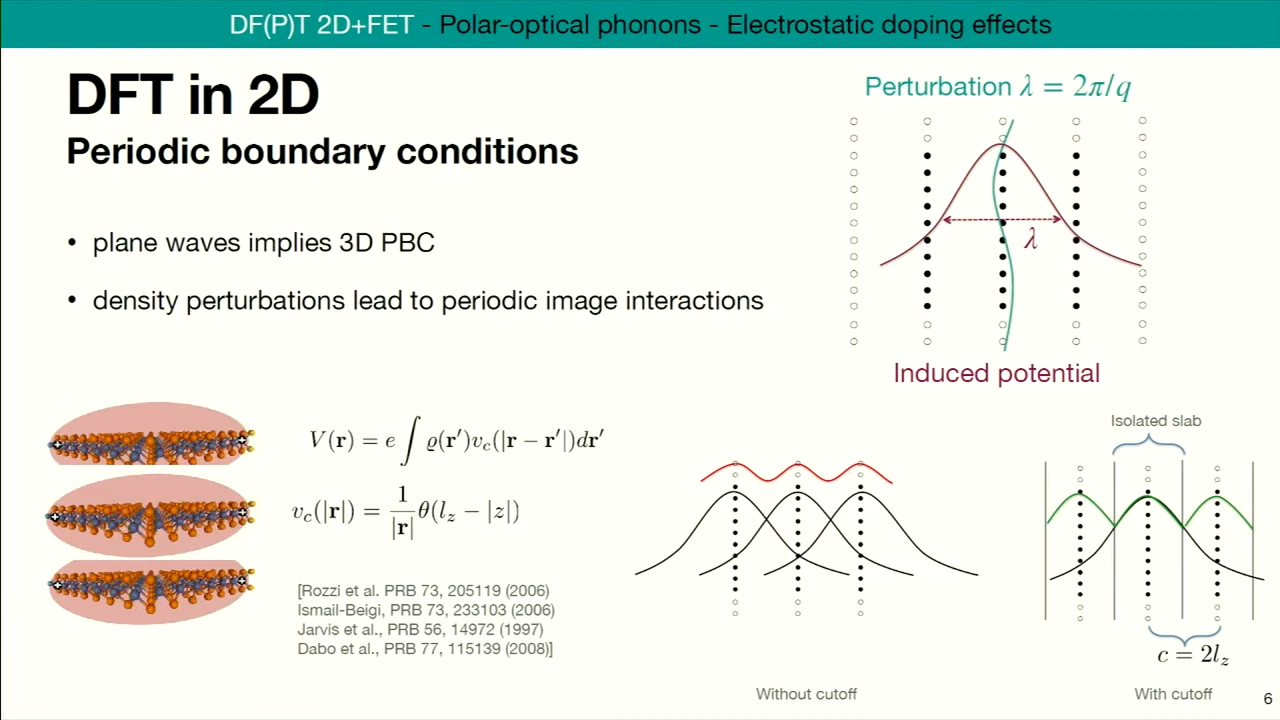 DF(P)T 2D+FET - Polar-optical phonons - Electrostatic doping effects
DFT in 2D
Periodic boundary conditions
• plane waves implies 3D PBC
• density perturbations lead to periodic image interactions
Perturbation λ = 2π/q
λ
Induced potential
V(r) = e ∫ ϱ(r′)v_c(|r − r′|)dr′
v_c(|r|) = 1/|r| θ(l_z − |z|)
[Rozzi et al. PRB 73, 205119 (2006)
Ismail-Beigi, PRB 73, 233103 (2006)
Jarvis et al., PRB 56, 14972 (1997)
Dabo et al., PRB 77, 115139 (2008)]
Without cutoff
Isolated slab
c = 2l_z
With cutoff
6